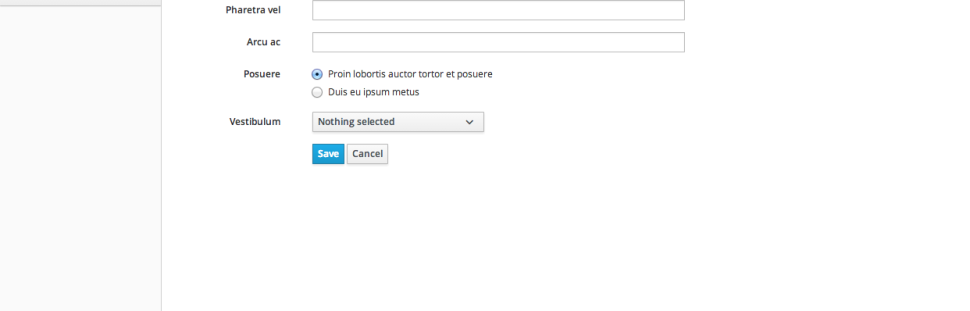 Pharetra vel
Arcu ac
Posuere
Proin lobortis auctor tortor et posuere
Duis eu ipsum metus
Vestibulum
Nothing selected
Save Cancel